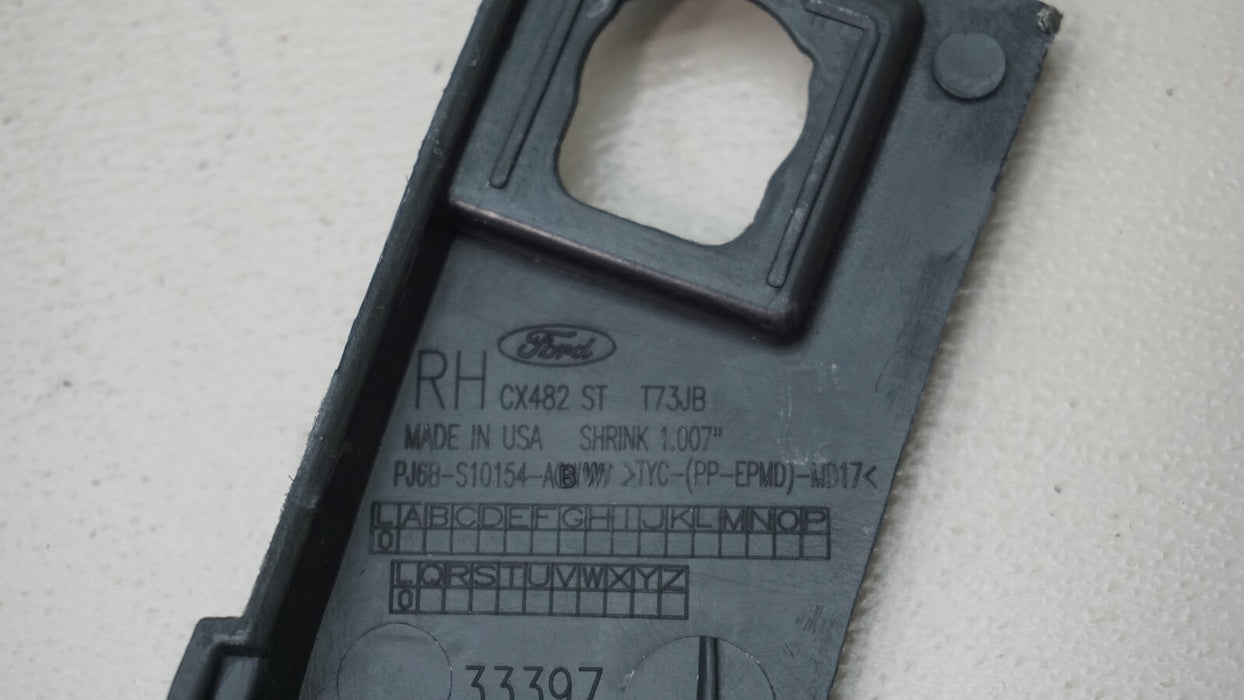 Ford
RH CX482 ST T73JB
MADE IN USA SHRINK 1.007"
PJ6B-S10154-A >TYC-(PP-EPMD)-MD17<
L A B C D E F G H I J K L M N O P
0
L Q R S T U V W X Y Z
0
33397